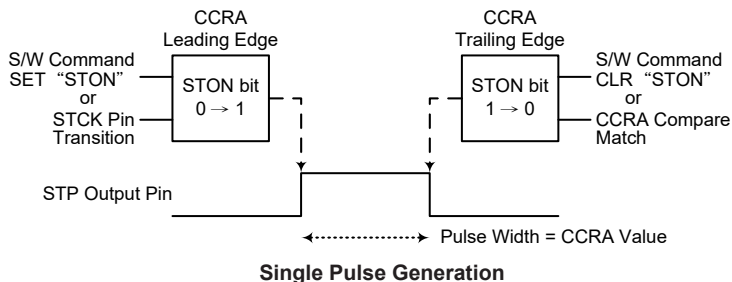 CCRA
Leading Edge
S/W Command
SET “STON”
or
STCK Pin
Transition
STON bit
0 → 1
CCRA
Trailing Edge
STON bit
1 → 0
S/W Command
CLR “STON”
or
CCRA Compare
Match
STP Output Pin
Pulse Width = CCRA Value
Single Pulse Generation